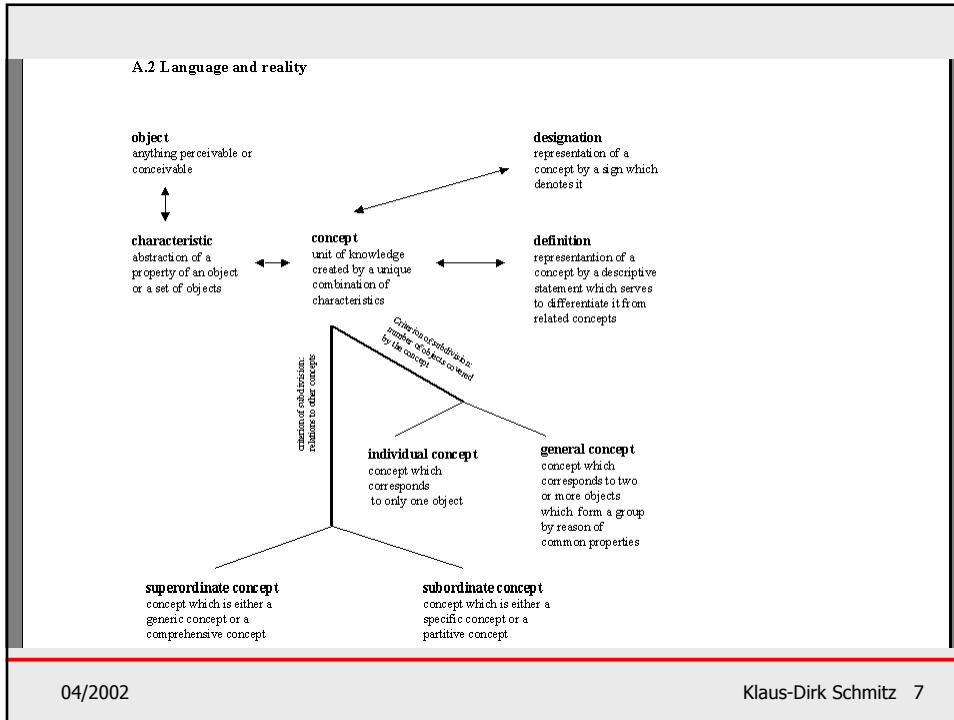 A.2 Language and reality
object
anything perceivable or
conceivable
designation
representation of a
concept by a sign which
denotes it
characteristic
abstraction of a
property of an object
or a set of objects
concept
unit of knowledge
created by a unique
combination of
characteristics
definition
representantion of a
concept by a descriptive
statement which serves
to differentiate it from
related concepts
criterion of subdivision:
relations to other concepts
Criterion of subdivision:
number of objects covered
by the concept
individual concept
concept which
corresponds
to only one object
general concept
concept which
corresponds to two
or more objects
which form a group
by reason of
common properties
superordinate concept
concept which is either a
generic concept or a
comprehensive concept
subordinate concept
concept which is either a
specific concept or a
partitive concept
04/2002
Klaus-Dirk Schmitz 7